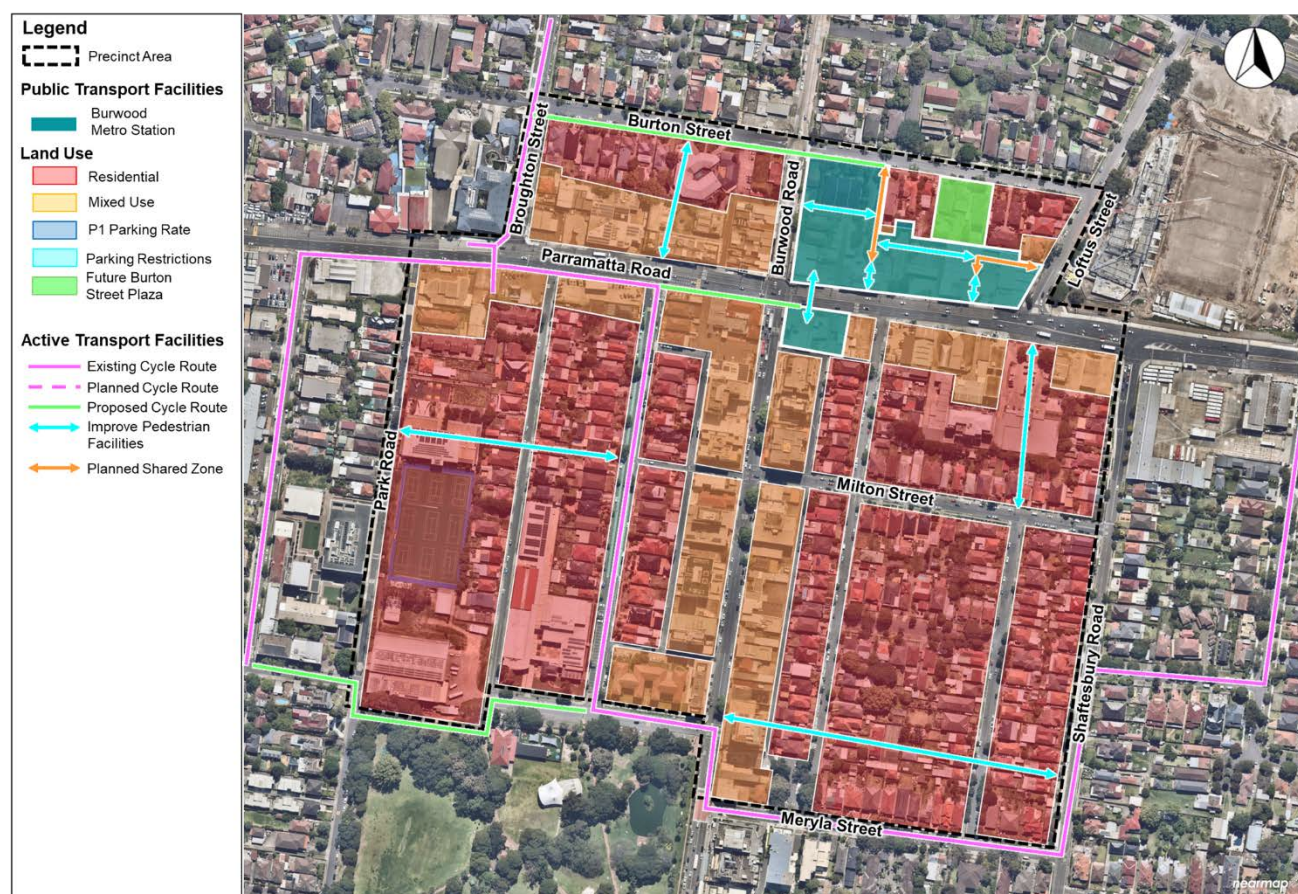 Legend
Precinct Area
Public Transport Facilities
Burwood
Metro Station
Land Use
Residential
Mixed Use
P1 Parking Rate
Parking Restrictions
Future Burton
Street Plaza
Active Transport Facilities
Existing Cycle Route
Planned Cycle Route
Proposed Cycle Route
Improve Pedestrian
Facilities
Planned Shared Zone
Burton Street
Broughton Street
Burwood Road
Loftus Street
Parramatta Road
Park Road
Milton Street
Shaftesbury Road
Meryla Street
nearmap